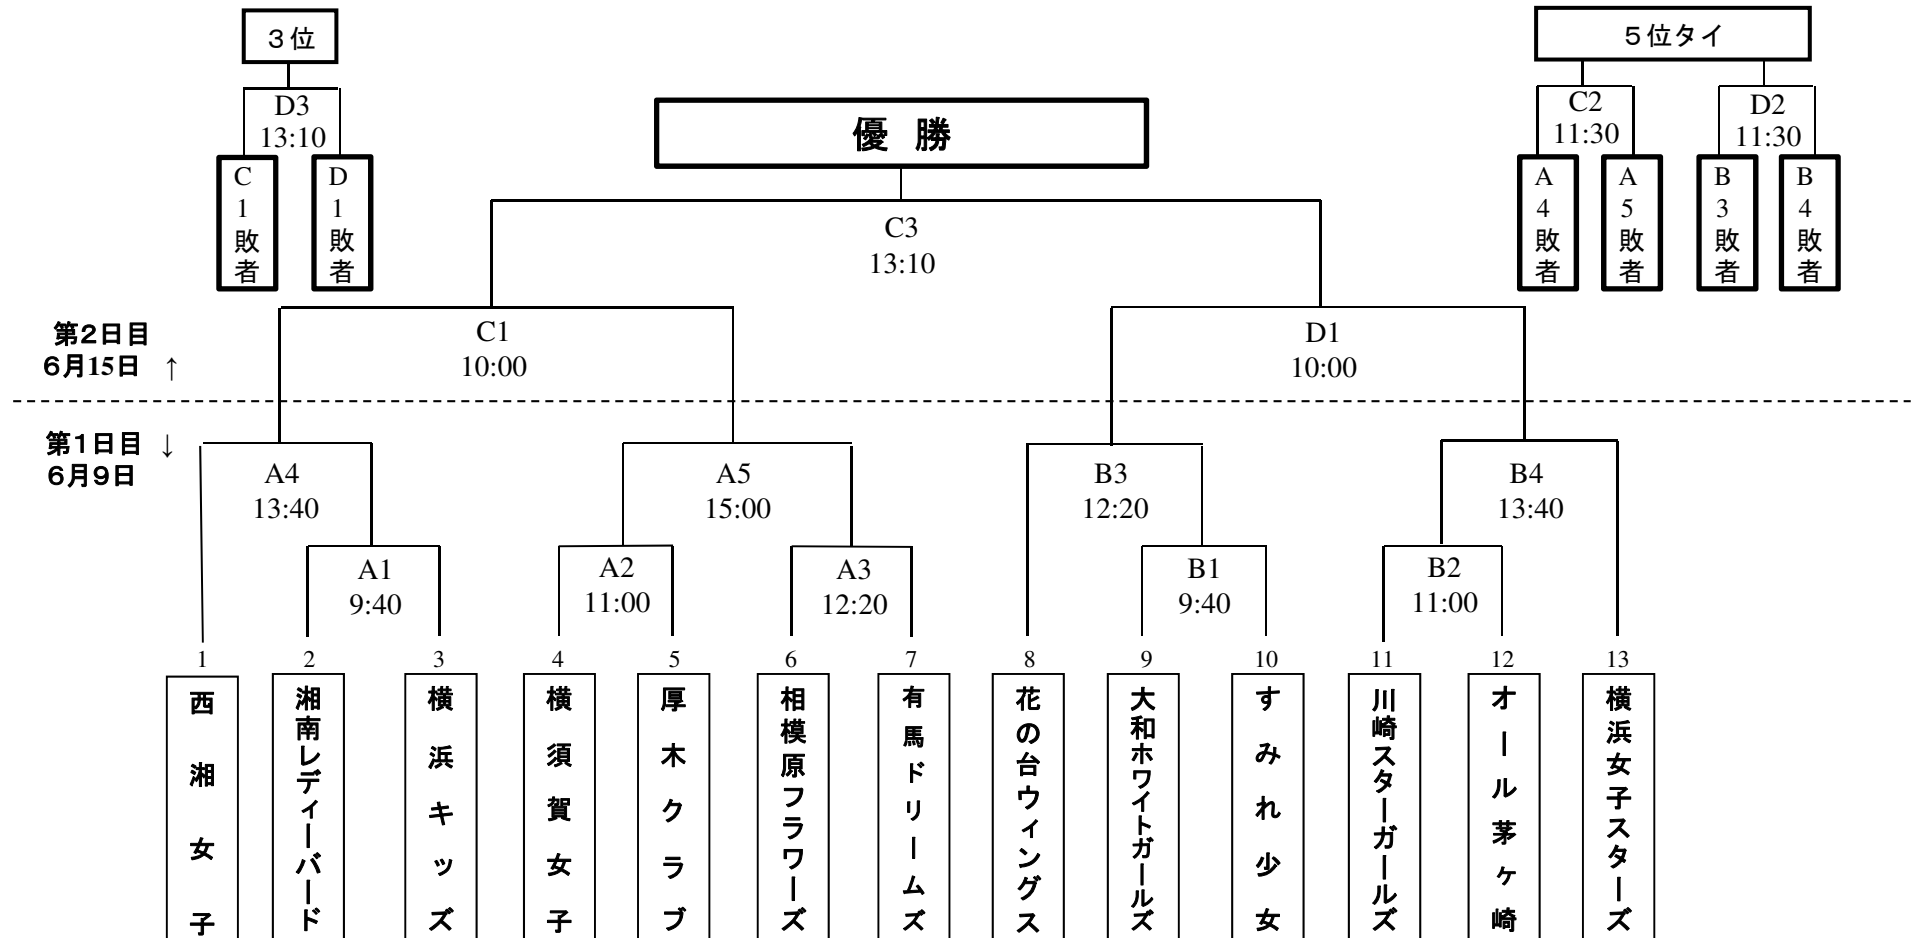 3位
D3
13:10
C1敗者
D1敗者
優 勝
5位タイ
C2
11:30
D2
11:30
A4敗者
A5敗者
B3敗者
B4敗者
C3
13:10
第2日目
6月15日 ↑
C1
10:00
D1
10:00
第1日目 ↓
6月9日
A4
13:40
A5
15:00
B3
12:20
B4
13:40
A1
9:40
A2
11:00
A3
12:20
B1
9:40
B2
11:00
1
2
3
4
5
6
7
8
9
10
11
12
13
西湘女子
湘南レディーバード
横浜キッズ
横須賀女子
厚木クラブ
相模原フラワーズ
有馬ドリームズ
花の台ウィングス
大和ホワイトガールズ
すみれ少女
川崎スターガールズ
オール茅ヶ崎
横浜女子スターズ